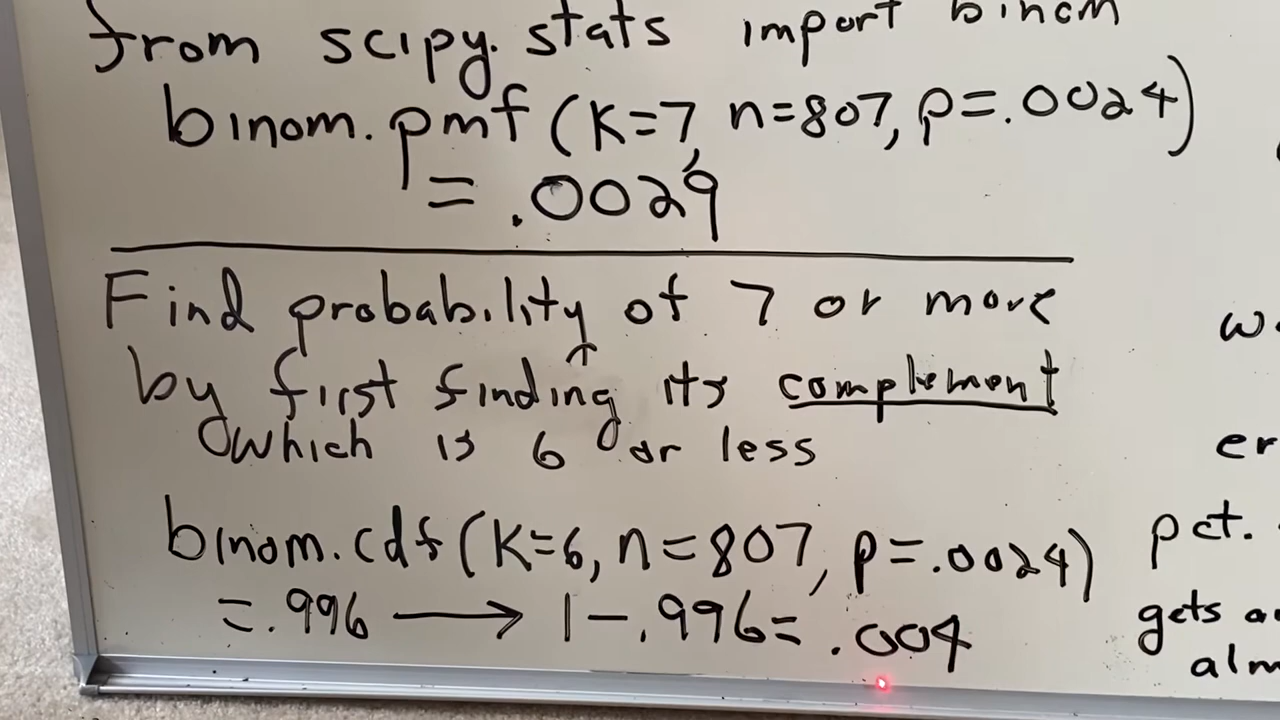 from scipy.stats import binom
binom.pmf(k=7, n=807, p=.0024)
=.0029
Find probability of 7 or more
by first finding its complement
which is 6 or less
binom.cdf(k=6, n=807, p=.0024)
=.996 → 1-.996=.004
er
pct.
gets
alm